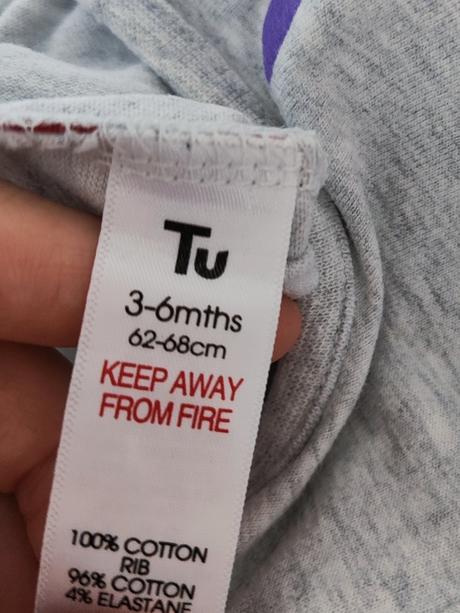 Tu
3-6mths
62-68cm
KEEP AWAY
FROM FIRE
100% COTTON
RIB
96% COTTON
4% ELASTANE